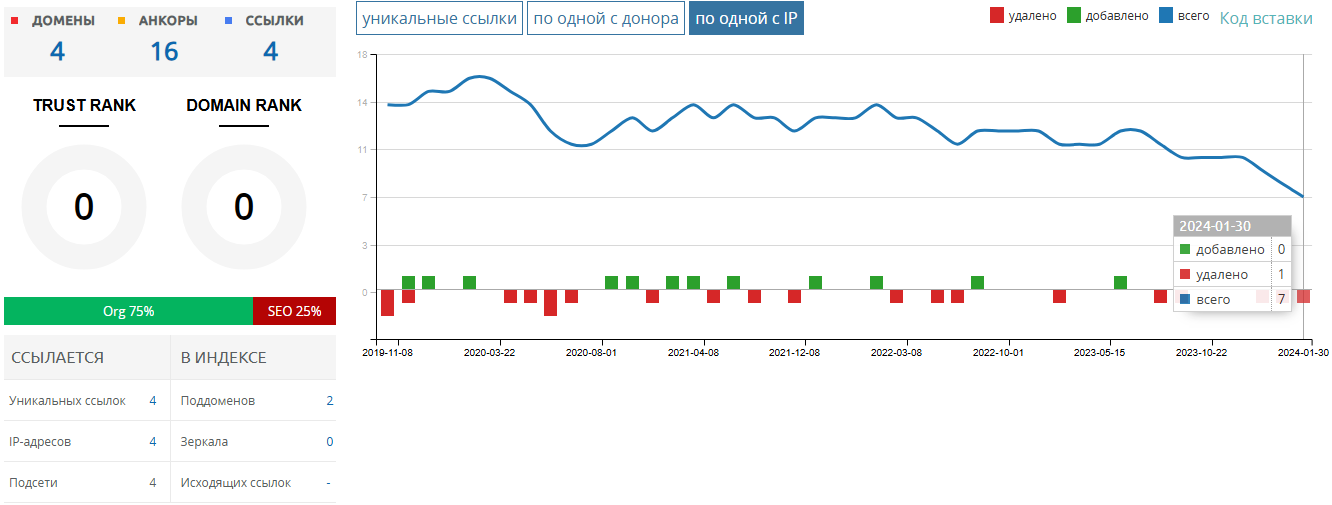 ДОМЕНЫ АНКОРЫ ССЫЛКИ
4 16 4
TRUST RANK DOMAIN RANK
0 0
Org 75% SEO 25%
ССЫЛАЕТСЯ В ИНДЕКСЕ
Уникальных ссылок 4 Поддоменов 2
IP-адресов 4 Зеркала 0
Подсети 4 Исходящих ссылок -
уникальные ссылки по одной с донора по одной с IP
удалено добавлено всего Код вставки
18
14
11
7
3
0
2024-01-30
добавлено 0
удалено 1
всего 7
2019-11-08 2020-03-22 2020-08-01 2021-04-08 2021-12-08 2022-03-08 2022-10-01 2023-05-15 2023-10-22 2024-01-30